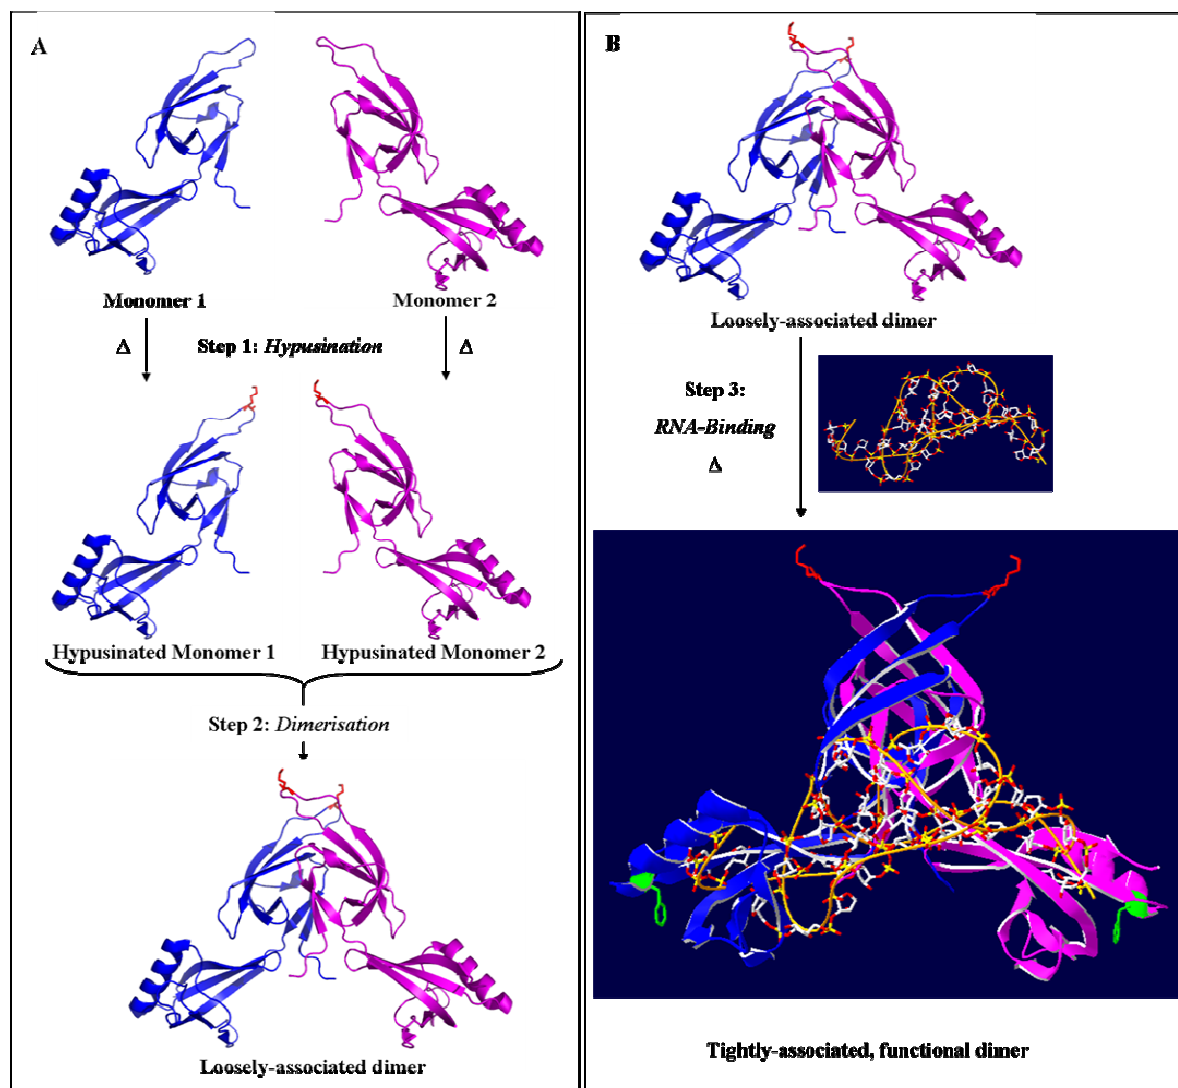 A
Monomer 1
Monomer 2
Δ
Step 1: Hypusination
Δ
Hypusinated Monomer 1
Hypusinated Monomer 2
Step 2: Dimerisation
Loosely-associated dimer
B
Loosely-associated dimer
Step 3:
RNA-Binding
Δ
Tightly-associated, functional dimer